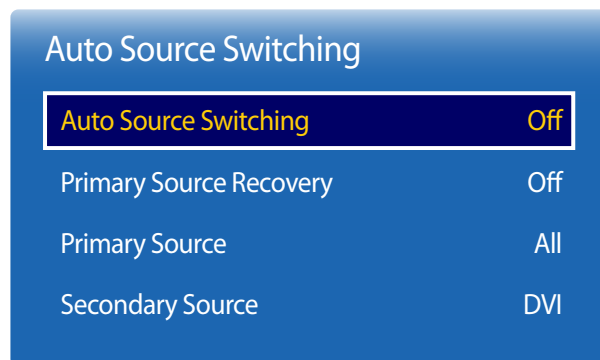 Auto Source Switching
Auto Source Switching Off
Primary Source Recovery Off
Primary Source All
Secondary Source DVI